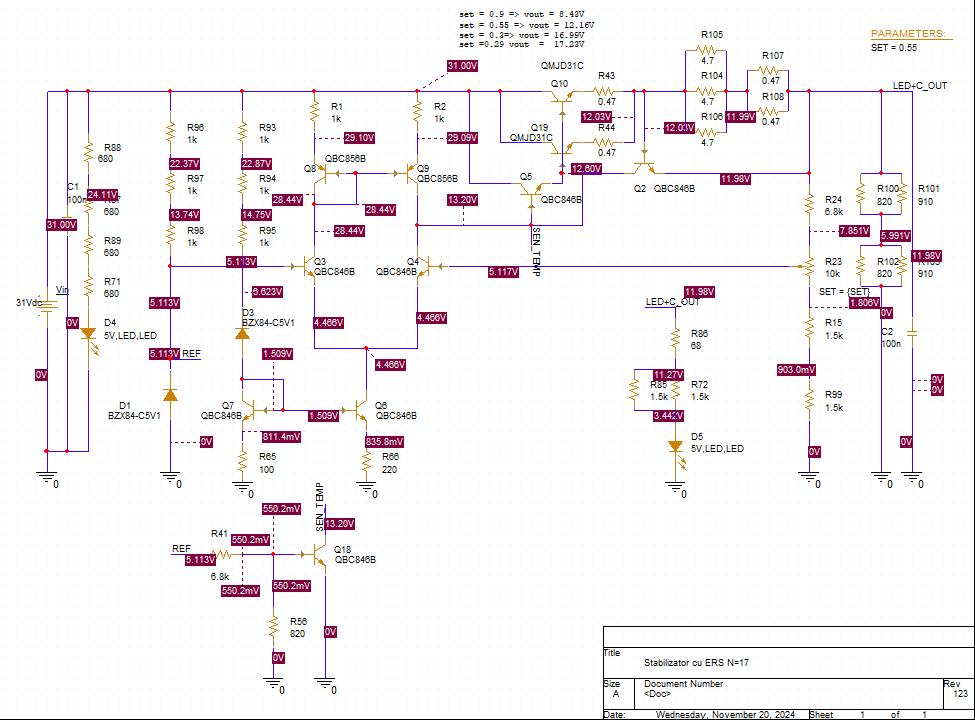 set = 0.9 => vout = 8.43V
set = 0.55 => vout = 12.16V
set = 0.3=> vout = 16.99V
set =0.29 vout = 17.23V
PARAMETERS:
SET = 0.55
R105
4.7
R107
0.47
31.00V
QMJD31C
Q10
R43
0.47
R104
4.7
LED+C_OUT
R108
0.47
R96
1k
R93
1k
R1
1k
R2
1k
12.03V
12.03V
R106
4.7
11.99V
Q19
QMJD31C
R44
0.47
29.10V
29.09V
R88
680
22.37V
22.87V
QBC856B
Q8
Q9
QBC856B
12.60V
Q5
QBC846B
Q2
QBC846B
11.98V
R97
1k
R94
1k
C1
100n
24.11V
680
28.44V
28.44V
13.20V
R100
820
R101
910
R24
6.8k
31.00V
13.74V
14.75V
R98
1k
R95
1k
28.44V
7.851V
5.991V
R89
680
SEN_TEMP
11.98V
5.113V
Q3
QBC846B
Q4
QBC846B
5.117V
R23
10k
R102
820
910
R71
680
Vin
31Vdc
5.113V
6.623V
11.98V
SET = {SET}
1.806V
LED+C_OUT
0V
D3
BZX84-C5V1
4.466V
4.466V
0V
D4
5V,LED,LED
R86
68
R15
1.5k
C2
100n
5.113V
REF
1.509V
4.466V
0V
11.27V
903.0mV
0V
0V
R85
1.5k
R72
1.5k
R99
1.5k
D1
BZX84-C5V1
Q7
QBC846B
1.509V
Q6
QBC846B
3.442V
0V
811.4mV
835.8mV
0V
D5
5V,LED,LED
0V
R65
100
R66
220
0
0
0
0
0
0
0
0
SEN_TEMP
550.2mV
13.20V
R41
550.2mV
REF
5.113V
Q18
QBC846B
6.8k
550.2mV
550.2mV
R56
820
0V
0V
0
0
Title
Stabilizator cu ERS N=17
Size
A
Document Number
<Doc>
Rev
123
Date:
Wednesday, November 20, 2024
Sheet
1
of
1